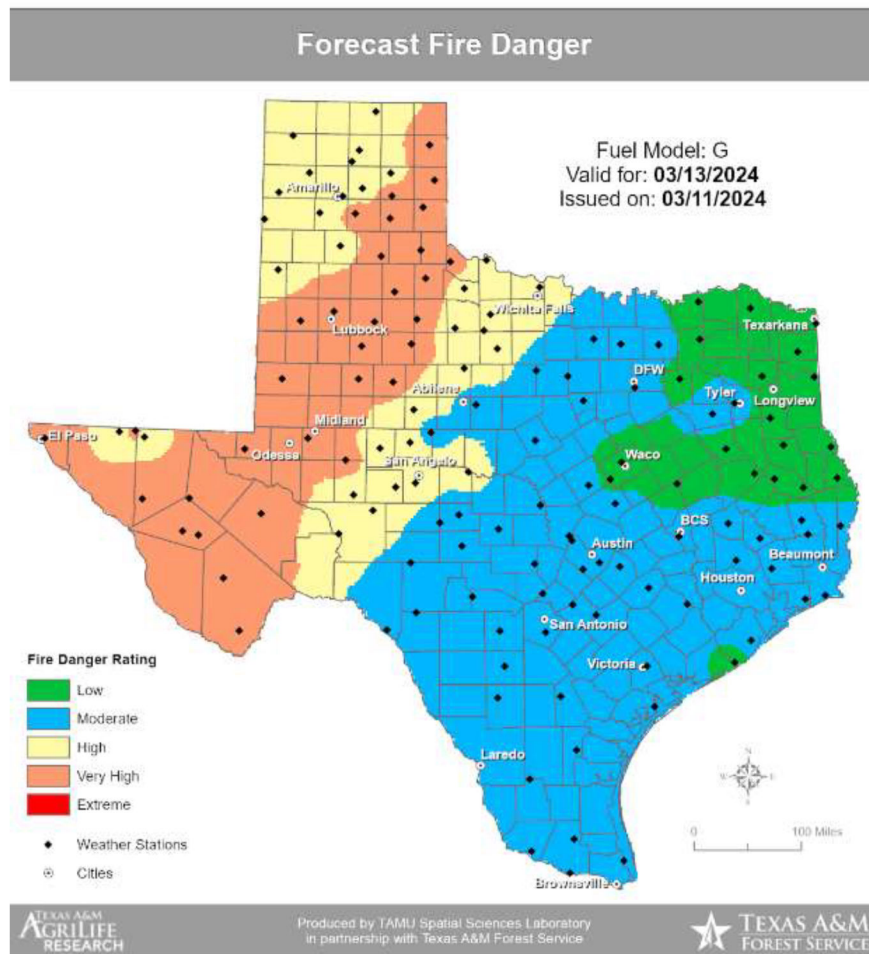 Forecast Fire Danger
Fuel Model: G
Valid for: 03/13/2024
Issued on: 03/11/2024
Amarillo
Wichita Falls
Lubbock
Texarkana
DFW
Abilene
Tyler
Longview
El Paso
Midland
Odessa
San Angelo
Waco
BCS
Austin
Beaumont
Houston
San Antonio
Victoria
Laredo
Brownsville
Fire Danger Rating
Low
Moderate
High
Very High
Extreme
Weather Stations
Cities
N
W
E
S
0 100 Miles
TEXAS A&M
AGRILIFE
RESEARCH
Produced by TAMU Spatial Sciences Laboratory
in partnership with Texas A&M Forest Service
TEXAS A&M
FOREST SERVICE